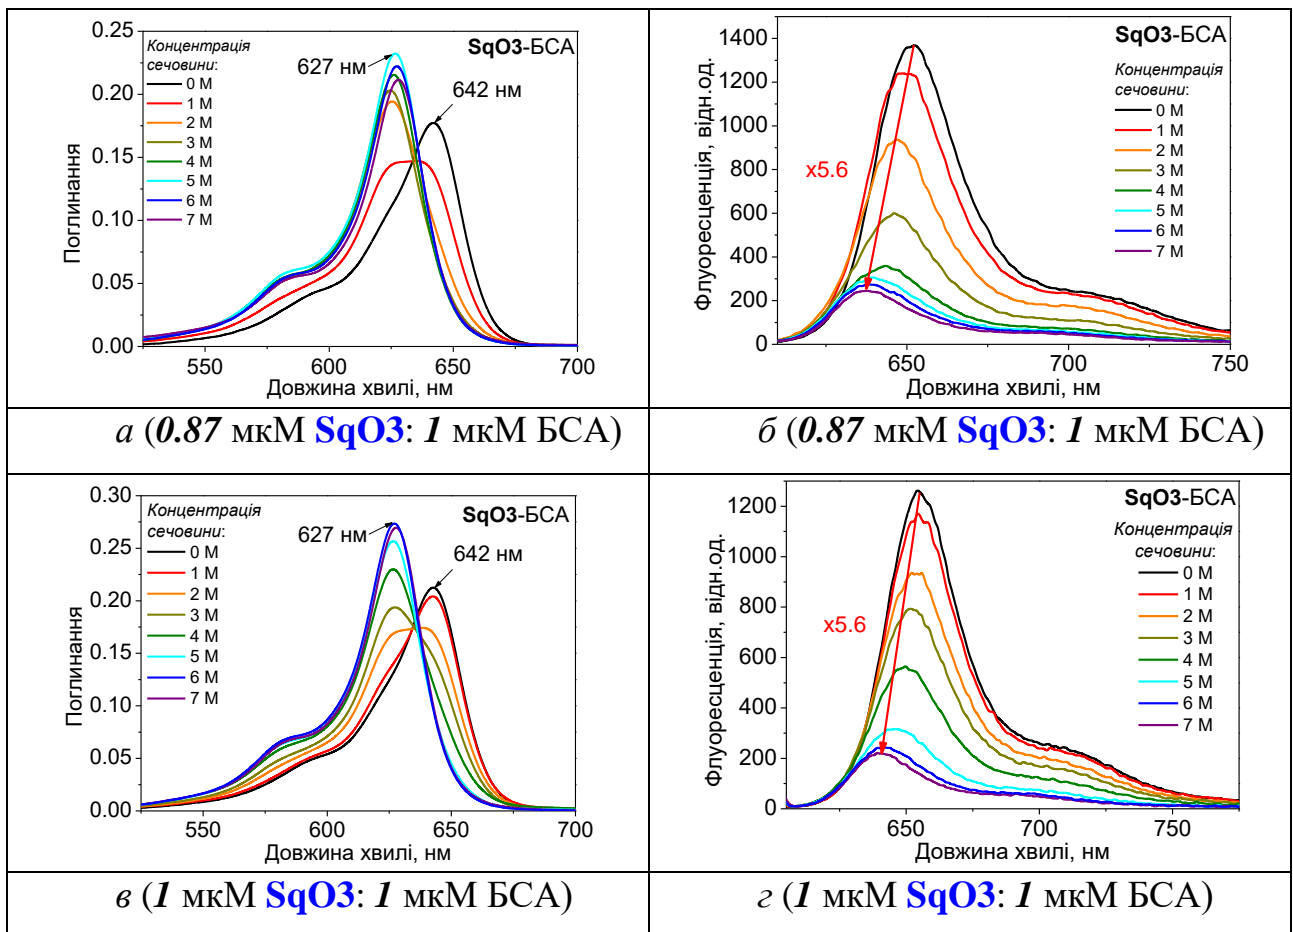 0.25
0.20
0.15
0.10
0.05
0.00
Поглинання
Концентрація
сечовини:
0 M
1 M
2 M
3 M
4 M
5 M
6 M
7 M
SqO3-БСА
627 нм
642 нм
550 600 650 700
Довжина хвилі, нм
1400
1200
1000
800
600
400
200
0
Флуоресценція, відн.од.
SqO3-БСА
Концентрація
сечовини:
0 M
1 M
2 M
3 M
4 M
5 M
6 M
7 M
x5.6
650 700 750
Довжина хвилі, нм
а (0.87 мкМ SqO3: 1 мкМ БСА)
б (0.87 мкМ SqO3: 1 мкМ БСА)
0.30
0.25
0.20
0.15
0.10
0.05
0.00
Поглинання
Концентрація
сечовини:
0 M
1 M
2 M
3 M
4 M
5 M
6 M
7 M
SqO3-БСА
627 нм
642 нм
550 600 650 700
Довжина хвилі, нм
1200
1000
800
600
400
200
0
Флуоресценція, відн.од.
SqO3-БСА
Концентрація
сечовини:
0 M
1 M
2 M
3 M
4 M
5 M
6 M
7 M
x5.6
650 700 750
Довжина хвилі, нм
в (1 мкМ SqO3: 1 мкМ БСА)
г (1 мкМ SqO3: 1 мкМ БСА)